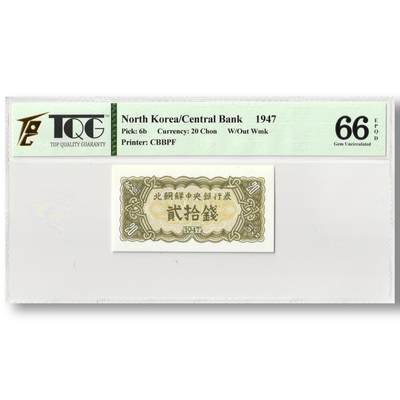 TQG
TOP QUALITY GUARANTY
North Korea/Central Bank 1947
Pick: 6b Currency: 20 Chon W/Out Wmk
Printer: CBBPF
66
EPOD
Gem Uncirculated
北朝鮮中央銀行券
貳拾錢
1947